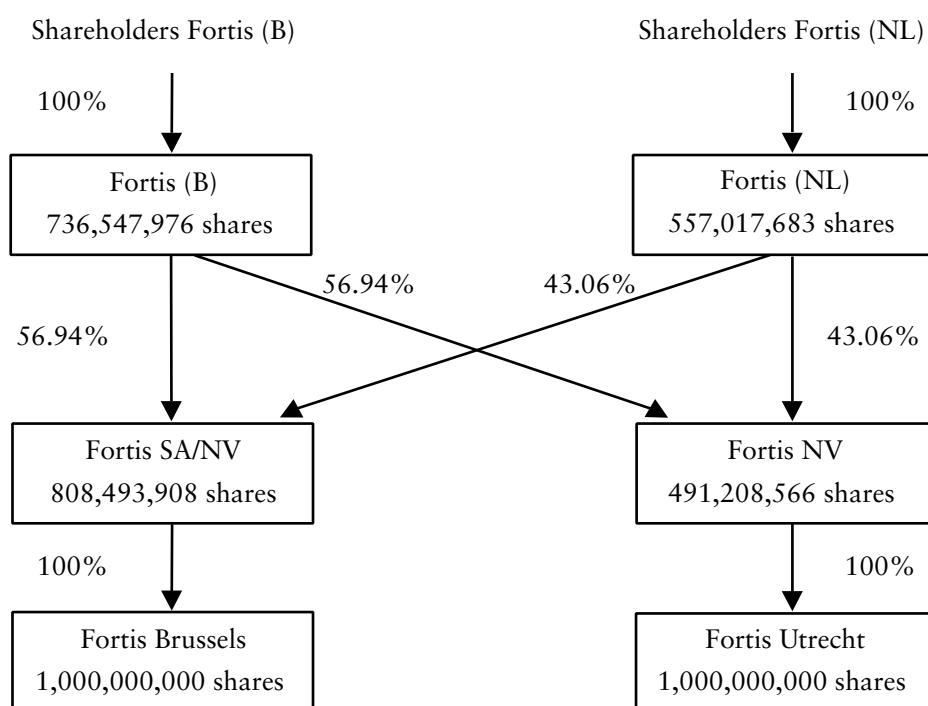 Shareholders Fortis (B)
Shareholders Fortis (NL)
100%
100%
Fortis (B)
736,547,976 shares
Fortis (NL)
557,017,683 shares
56.94%
43.06%
56.94%
43.06%
Fortis SA/NV
808,493,908 shares
Fortis NV
491,208,566 shares
100%
100%
Fortis Brussels
1,000,000,000 shares
Fortis Utrecht
1,000,000,000 shares